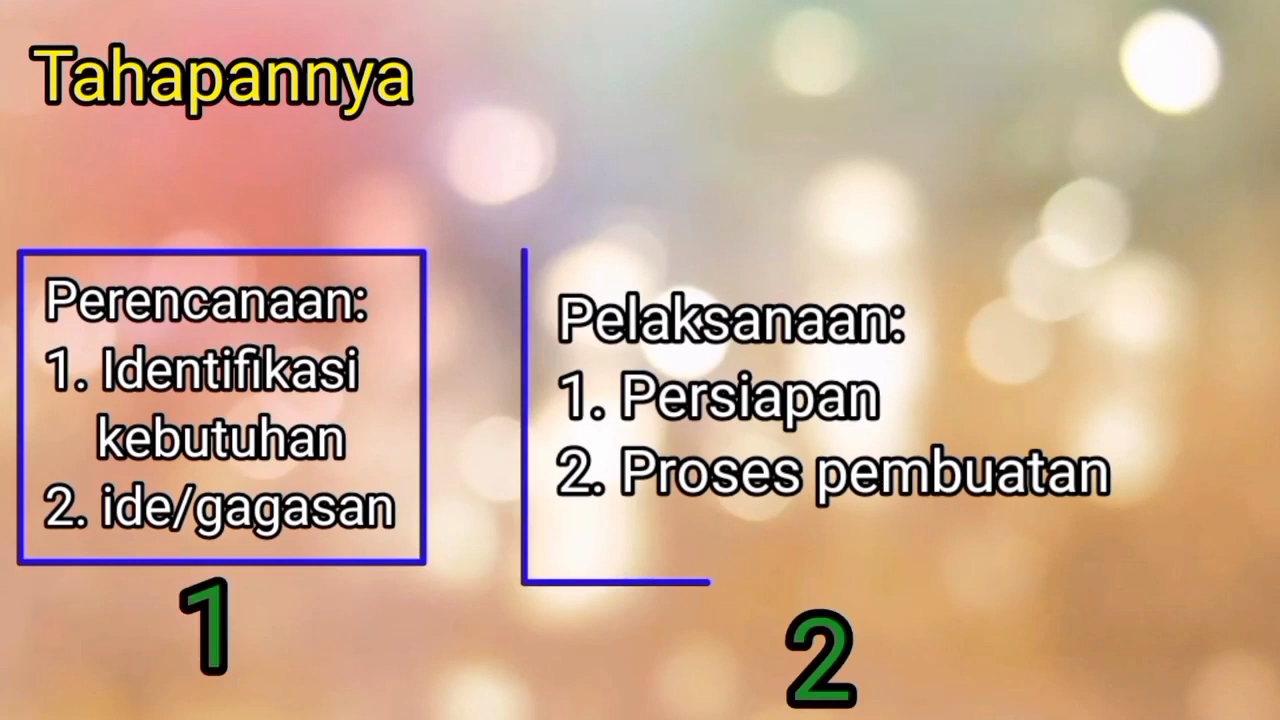 Tahapannya
Perencanaan:
1. Identifikasi
kebutuhan
2. ide/gagasan
1
Pelaksanaan:
1. Persiapan
2. Proses pembuatan
2